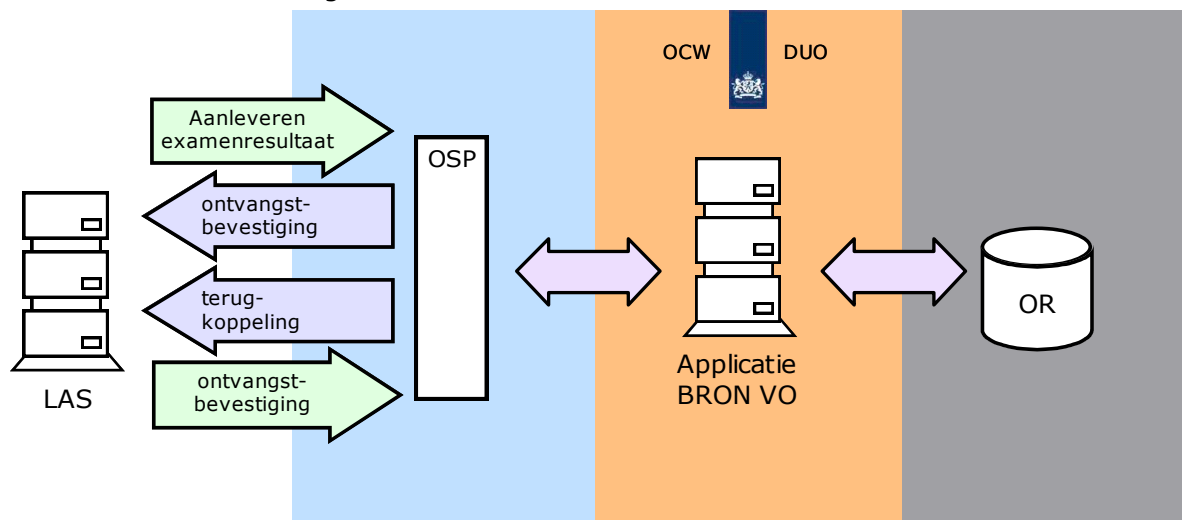 OCW DUO
Aanleveren
examenresultaat
OSP
ontvangst-
bevestiging
terug-
koppeling
ontvangst-
bevestiging
LAS
Applicatie
BRON VO
OR